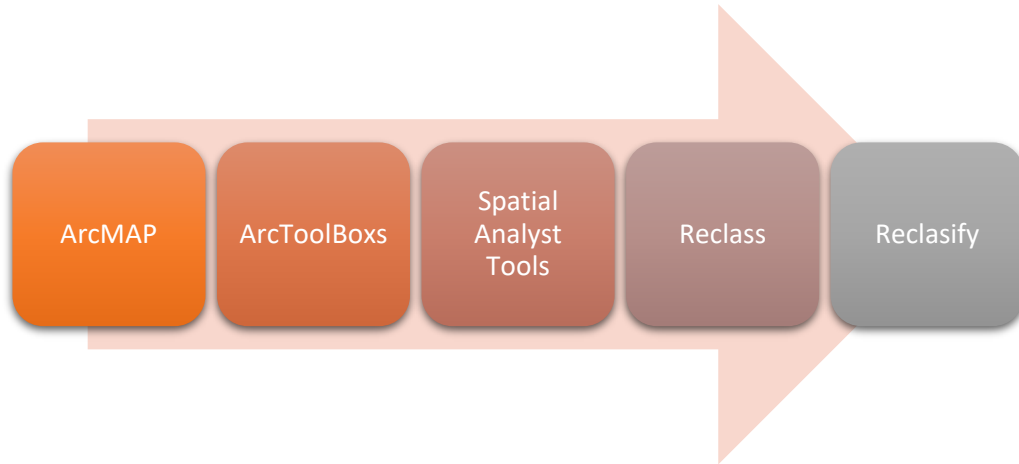 ArcMAP
ArcToolBoxs
Spatial
Analyst
Tools
Reclass
Reclasify